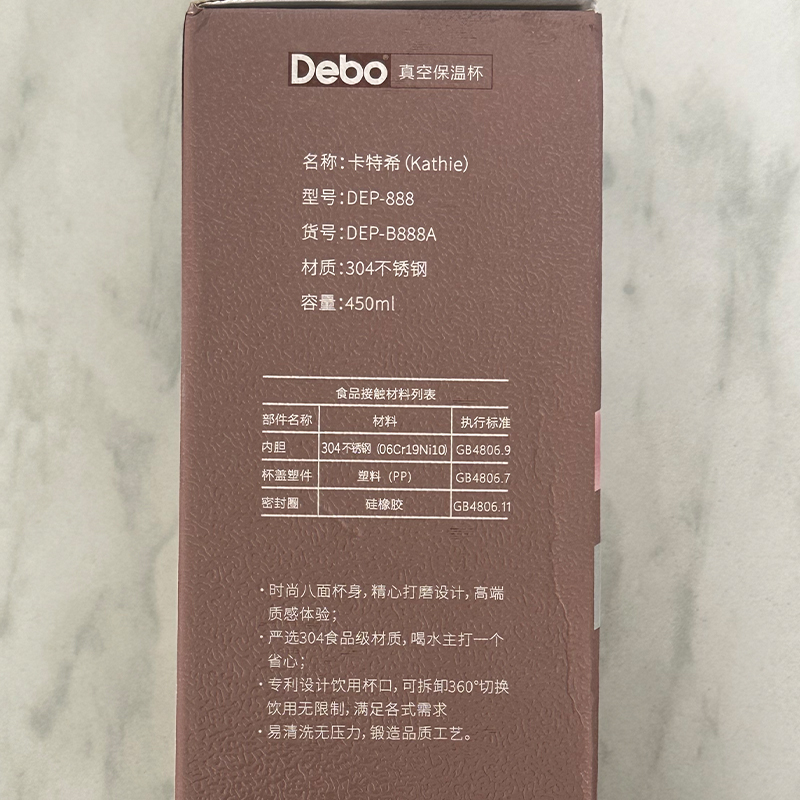 Debo® 真空保温杯
名称:卡特希(Kathie)
型号:DEP-888
货号:DEP-B888A
材质:304不锈钢
容量:450ml
食品接触材料列表
部件名称 材料 执行标准
内胆 304不锈钢 (06Cr19Ni10) GB4806.9
杯盖塑件 塑料 (PP) GB4806.7
密封圈 硅橡胶 GB4806.11
·时尚八面杯身,精心打磨设计,高端
质感体验;
·严选304食品级材质,喝水主打一个
省心;
·专利设计饮用杯口,可拆卸360°切换
饮用无限制,满足各式需求
·易清洗无压力,锻造品质工艺。